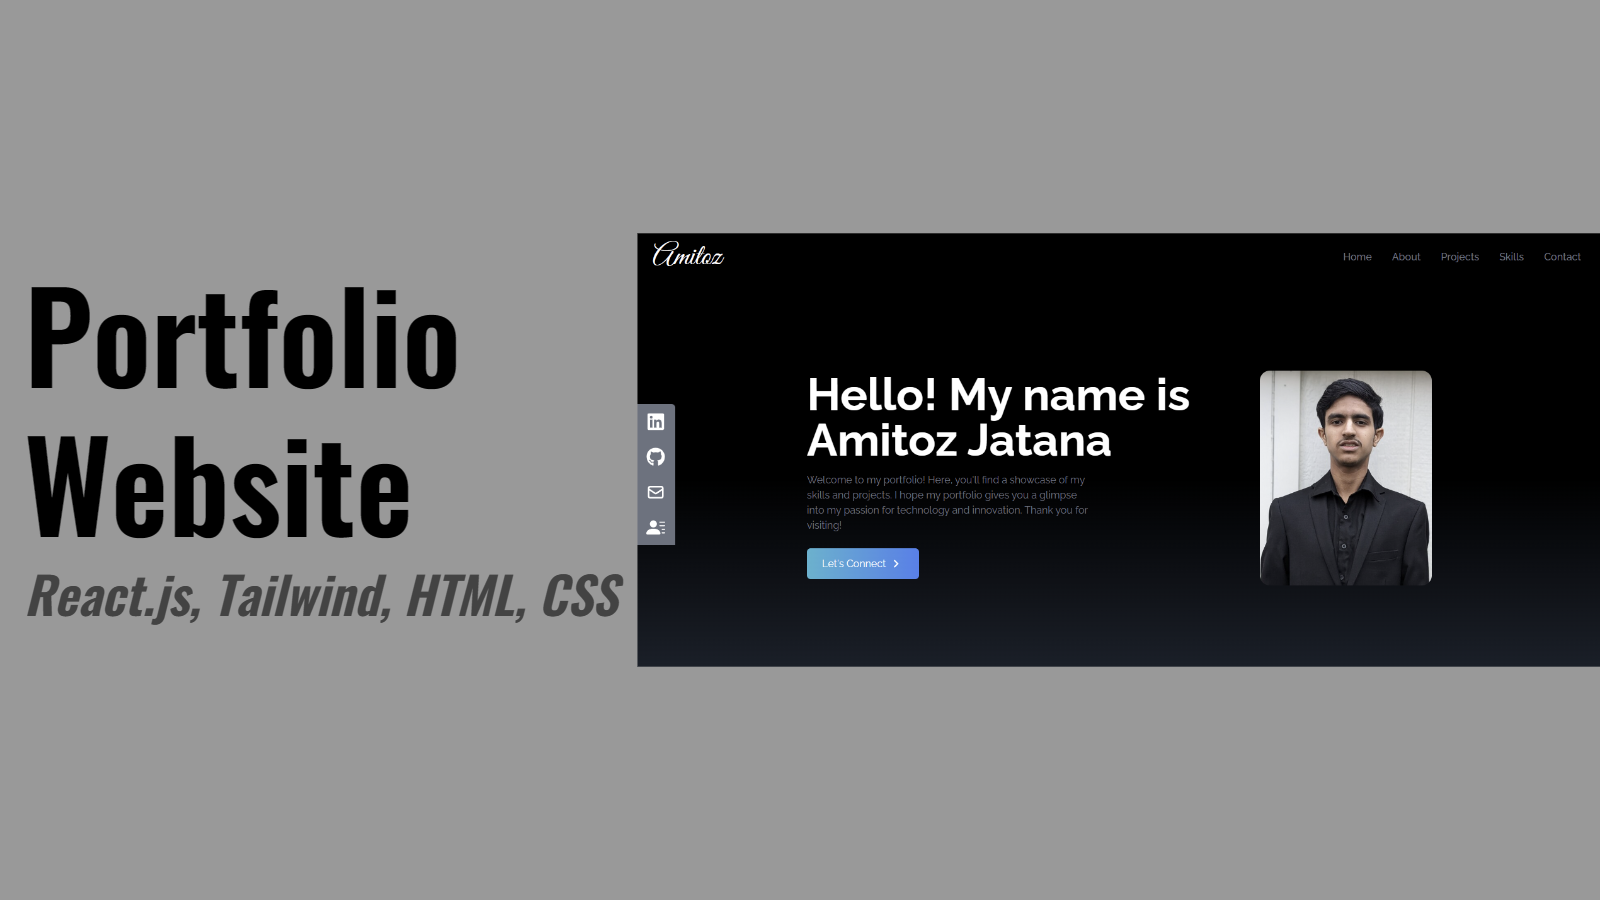 Portfolio
Website
React.js, Tailwind, HTML, CSS
Amitoz
Home About Projects Skills Contact
Hello! My name is
Amitoz Jatana
Welcome to my portfolio! Here, you'll find a showcase of my
skills and projects. I hope my portfolio gives you a glimpse
into my passion for technology and innovation. Thank you for
visiting!
Let's Connect
in